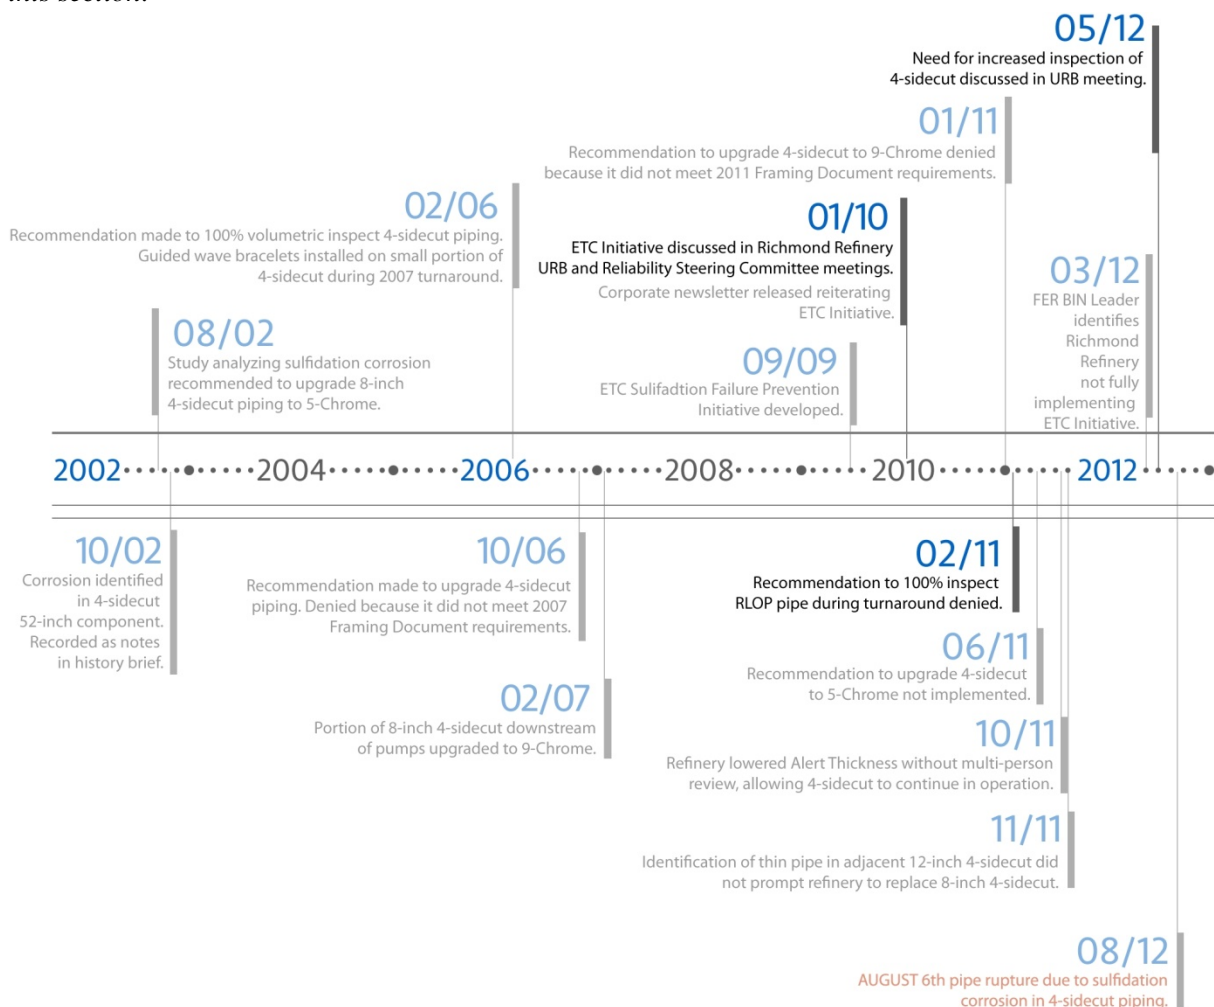 this section.
05/12
Need for increased inspection of
4-sidecut discussed in URB meeting.
01/11
Recommendation to upgrade 4-sidecut to 9-Chrome denied
because it did not meet 2011 Framing Document requirements.
02/06
Recommendation made to 100% volumetric inspect 4-sidecut piping.
Guided wave bracelets installed on small portion of
4-sidecut during 2007 turnaround.
01/10
ETC Initiative discussed in Richmond Refinery
URB and Reliability Steering Committee meetings.
Corporate newsletter released reiterating
ETC Initiative.
03/12
FER BIN Leader
identifies
Richmond
Refinery
not fully
implementing
ETC Initiative.
08/02
Study analyzing sulfidation corrosion
recommended to upgrade 8-inch
4-sidecut piping to 5-Chrome.
09/09
ETC Sulifadtion Failure Prevention
Initiative developed.
2002 2004 2006 2008 2010 2012
10/02
Corrosion identified
in 4-sidecut
52-inch component.
Recorded as notes
in history brief.
10/06
Recommendation made to upgrade 4-sidecut
piping. Denied because it did not meet 2007
Framing Document requirements.
02/11
Recommendation to 100% inspect
RLOP pipe during turnaround denied.
06/11
Recommendation to upgrade 4-sidecut
to 5-Chrome not implemented.
02/07
Portion of 8-inch 4-sidecut downstream
of pumps upgraded to 9-Chrome.
10/11
Refinery lowered Alert Thickness without multi-person
review, allowing 4-sidecut to continue in operation.
11/11
Identification of thin pipe in adjacent 12-inch 4-sidecut did
not prompt refinery to replace 8-inch 4-sidecut.
08/12
AUGUST 6th pipe rupture due to sulfidation
corrosion in 4-sidecut piping.